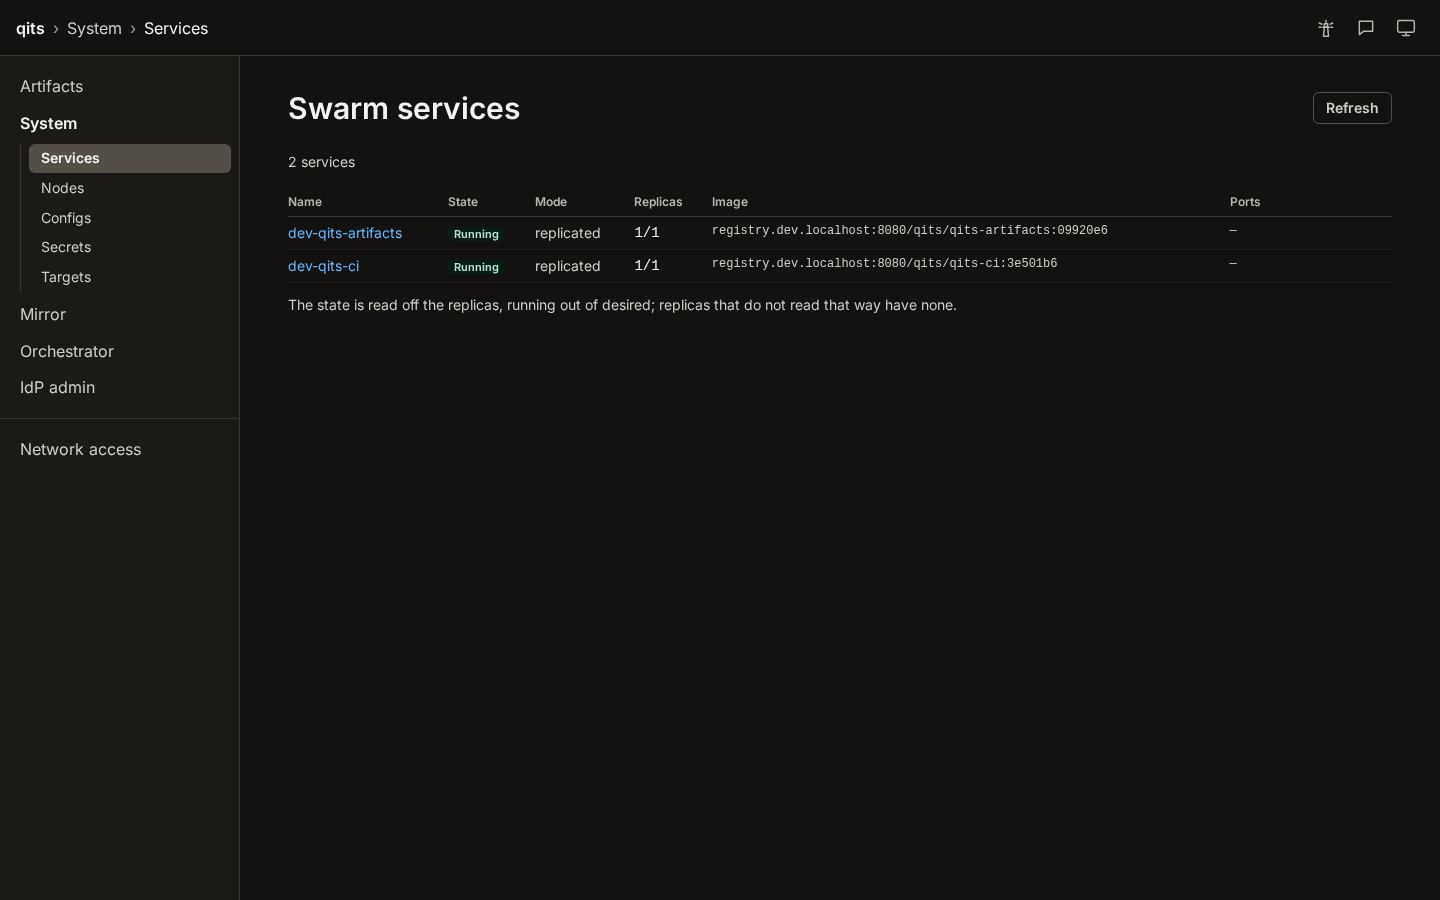 qits › System › Services
Artifacts
System
Services
Nodes
Configs
Secrets
Targets
Mirror
Orchestrator
IdP admin
Network access
Swarm services
Refresh
2 services
Name State Mode Replicas Image Ports
dev-qits-artifacts Running replicated 1/1 registry.dev.localhost:8080/qits/qits-artifacts:09920e6 —
dev-qits-ci Running replicated 1/1 registry.dev.localhost:8080/qits/qits-ci:3e501b6 —
The state is read off the replicas, running out of desired; replicas that do not read that way have none.